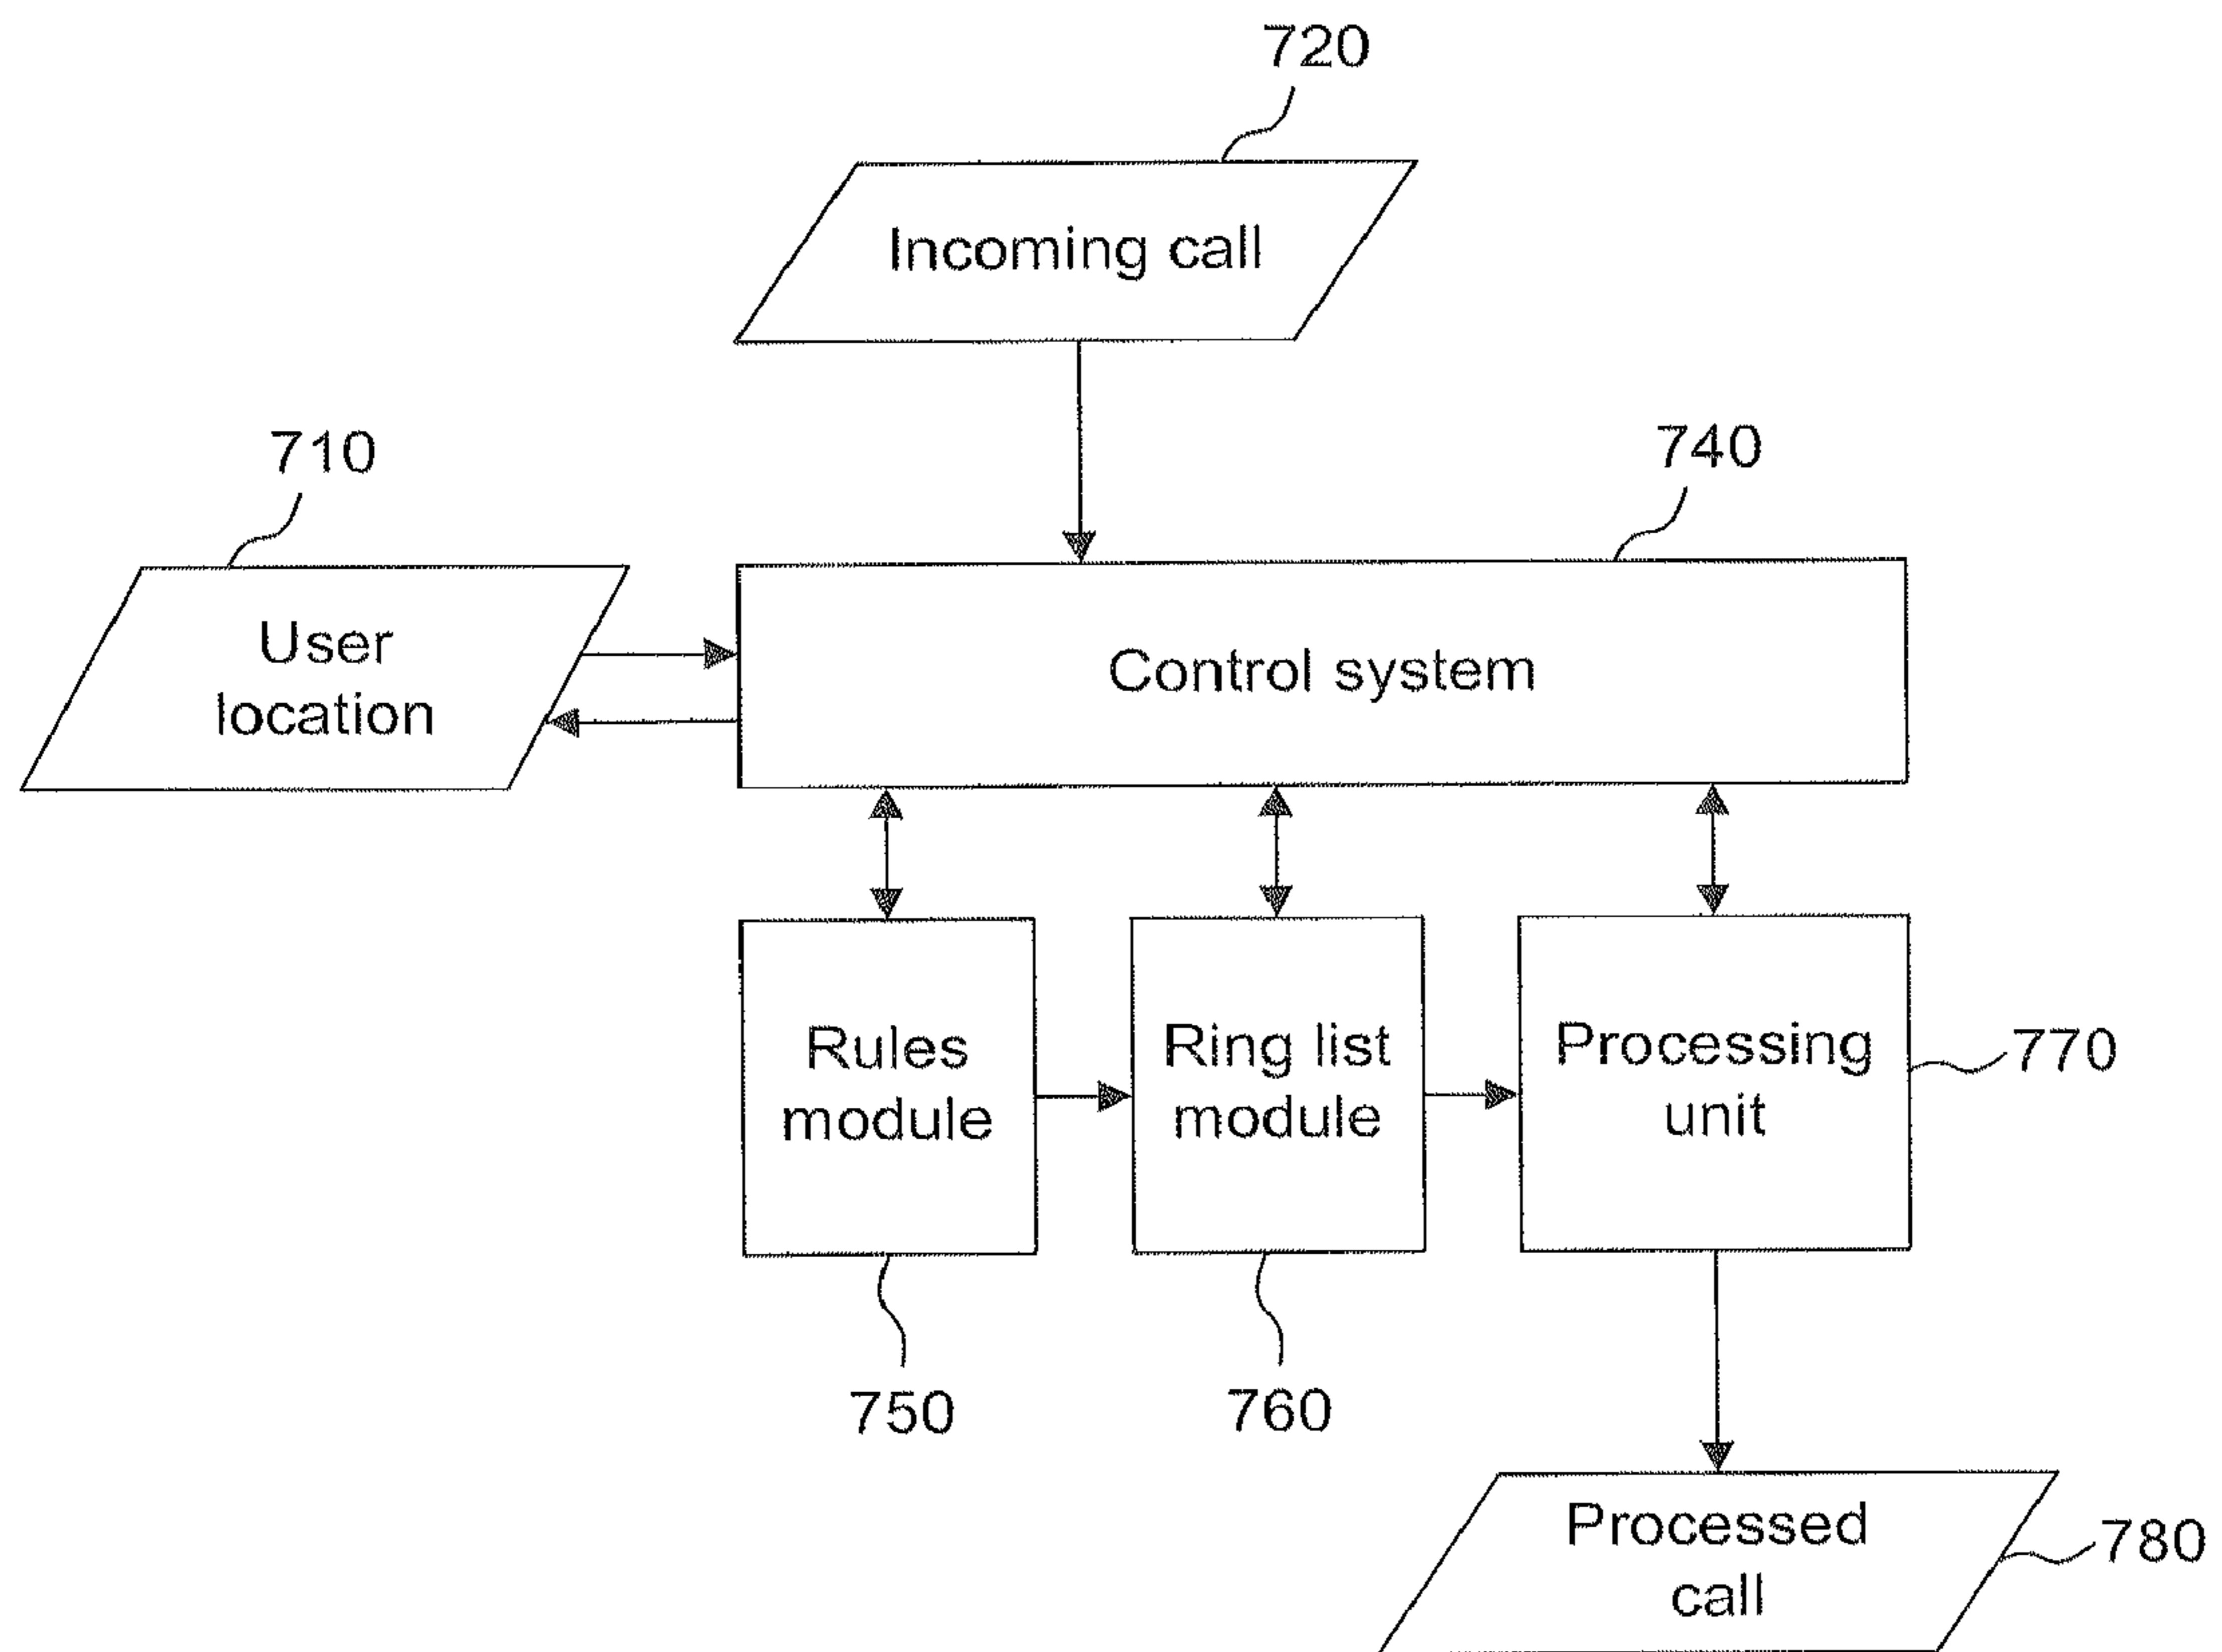 720
Incoming call
710
740
User
location
Control system
Rules
module
Ring list
module
Processing
unit
770
750
760
Processed
call
780